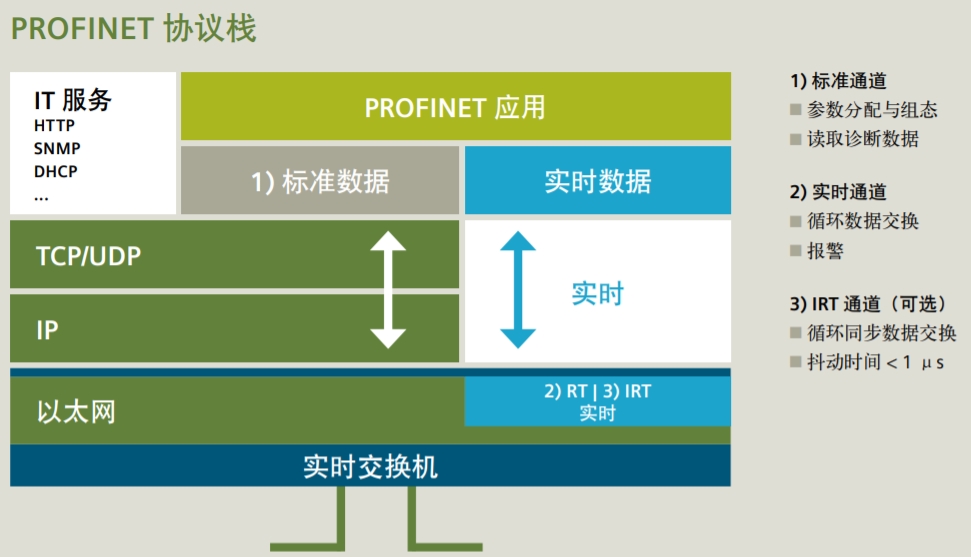 PROFINET 协议栈
IT 服务
HTTP
SNMP
DHCP
...
PROFINET 应用
1) 标准数据
实时数据
TCP/UDP
IP
实时
以太网
2) RT | 3) IRT
实时
实时交换机
1) 标准通道
参数分配与组态
读取诊断数据
2) 实时通道
循环数据交换
报警
3) IRT 通道（可选）
循环同步数据交换
抖动时间 < 1 μs